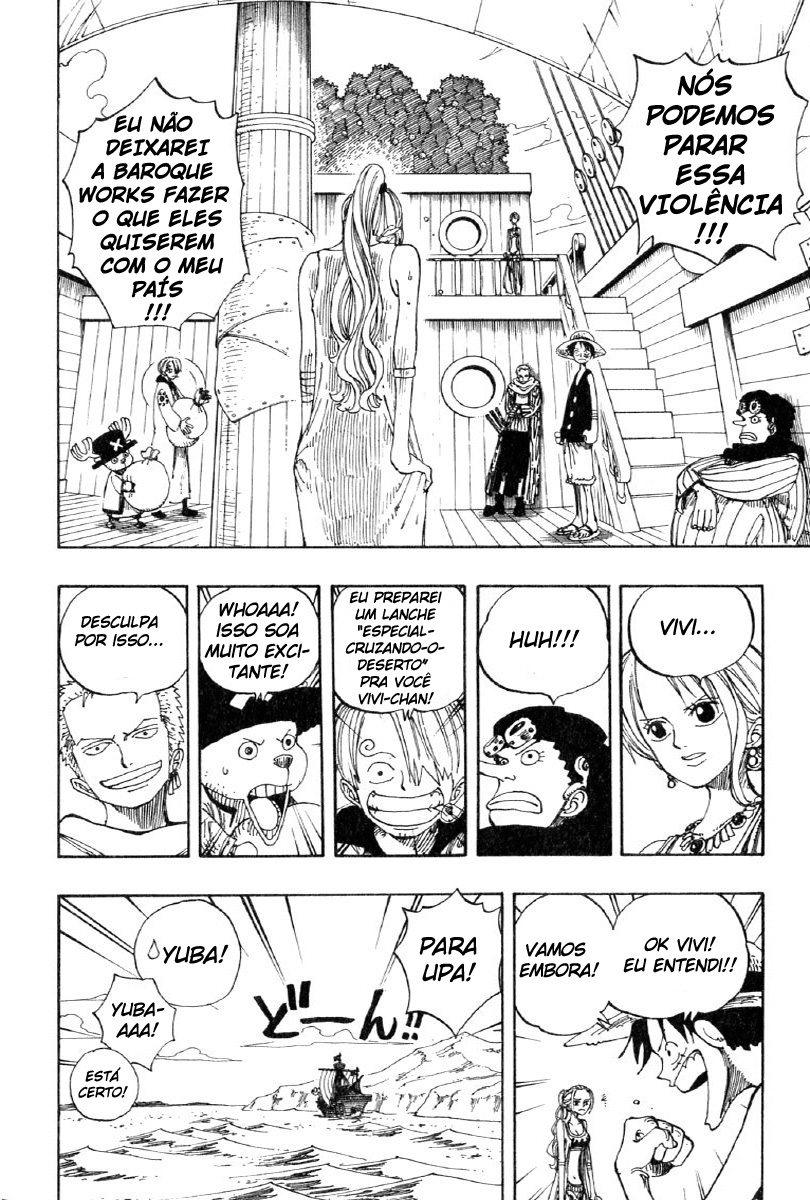 NÓS
PODEMOS
PARAR
ESSA
VIOLÊNCIA
!!!
EU NÃO
DEIXAREI
A BAROQUE
WORKS FAZER
O QUE ELES
QUISEREM
COM O MEU
PAÍS
!!!
VIVI...
HUH!!!
EU PREPAREI
UM LANCHE
"ESPECIAL-
CRUZANDO-O-
DESERTO"
PRA VOCÊ
VIVI-CHAN!
WHOAAA!
ISSO SOA
MUITO EXCI-
TANTE!
DESCULPA
POR ISSO...
OK VIVI!
EU ENTENDI!!
VAMOS
EMBORA!
PARA
UPA!
どーん!!
YUBA!
YUBA-
AAA!
ESTÁ
CERTO!